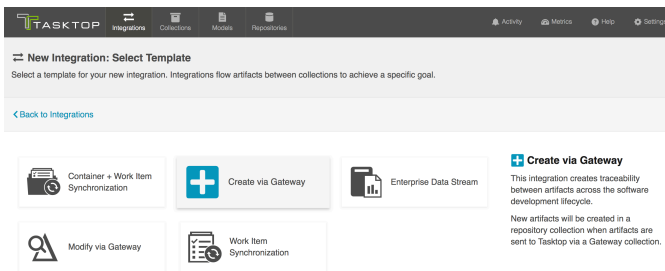 TASKTOP
Integrations
Collections
Models
Repositories
Activity
Metrics
Help
Settings
New Integration: Select Template
Select a template for your new integration. Integrations flow artifacts between collections to achieve a specific goal.
Back to Integrations
Container + Work Item
Synchronization
Create via Gateway
Enterprise Data Stream
Modify via Gateway
Work Item
Synchronization
Create via Gateway
This integration creates traceability
between artifacts across the software
development lifecycle.
New artifacts will be created in a
repository collection when artifacts are
sent to Tasktop via a Gateway collection.